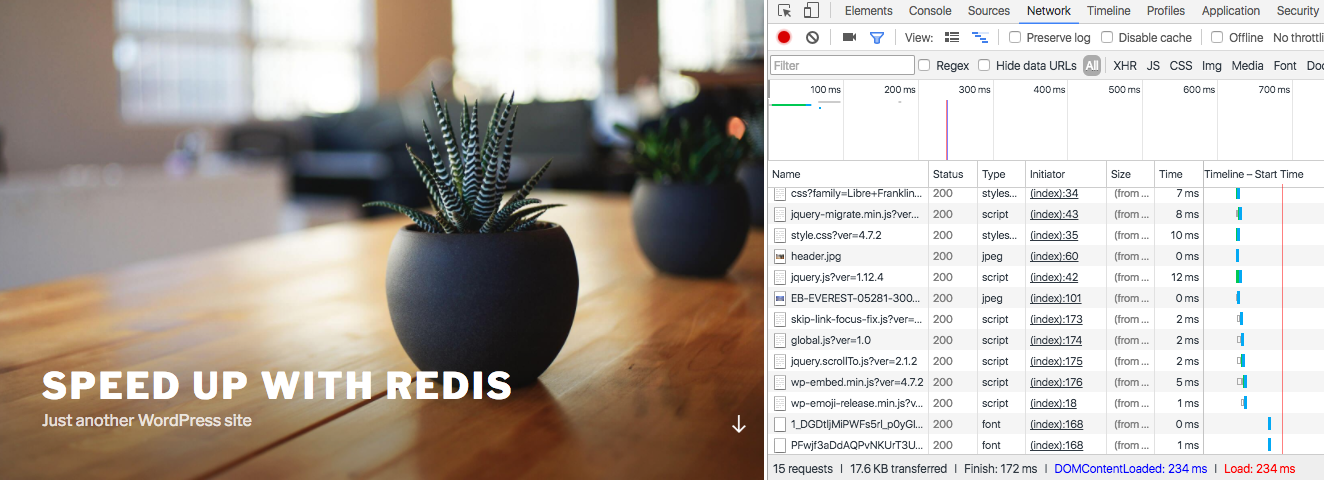 SPEED UP WITH REDIS
Just another WordPress site
Elements Console Sources Network Timeline Profiles Application Security
View: Preserve log Disable cache Offline No throttli
Filter Regex Hide data URLs All XHR JS CSS Img Media Font Doc
100 ms 200 ms 300 ms 400 ms 500 ms 600 ms 700 ms
Name Status Type Initiator Size Time Timeline – Start Time
css?family=Libre+Franklin... 200 styles... (index):34 (from ... 7 ms
jquery-migrate.min.js?ver... 200 script (index):43 (from ... 8 ms
style.css?ver=4.7.2 200 styles... (index):35 (from ... 10 ms
header.jpg 200 jpeg (index):60 (from ... 0 ms
jquery.js?ver=1.12.4 200 script (index):42 (from ... 12 ms
EB-EVEREST-05281-300... 200 jpeg (index):101 (from ... 0 ms
skip-link-focus-fix.js?ver=... 200 script (index):173 (from ... 2 ms
global.js?ver=1.0 200 script (index):174 (from ... 2 ms
jquery.scrollTo.js?ver=2.1.2 200 script (index):175 (from ... 2 ms
wp-embed.min.js?ver=4.7.2 200 script (index):176 (from ... 5 ms
wp-emoji-release.min.js?v... 200 script (index):18 (from ... 1 ms
1_DGDtljMiPWFs5rl_p0yGl... 200 font (index):168 (from ... 0 ms
PFwjf3aDdAQPvNKUrT3U... 200 font (index):168 (from ... 1 ms
15 requests | 17.6 KB transferred | Finish: 172 ms | DOMContentLoaded: 234 ms | Load: 234 ms